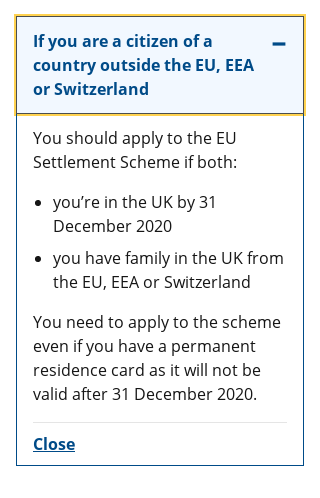 If you are a citizen of a
country outside the EU, EEA
or Switzerland
You should apply to the EU
Settlement Scheme if both:
you’re in the UK by 31
December 2020
you have family in the UK from
the EU, EEA or Switzerland
You need to apply to the scheme
even if you have a permanent
residence card as it will not be
valid after 31 December 2020.
Close